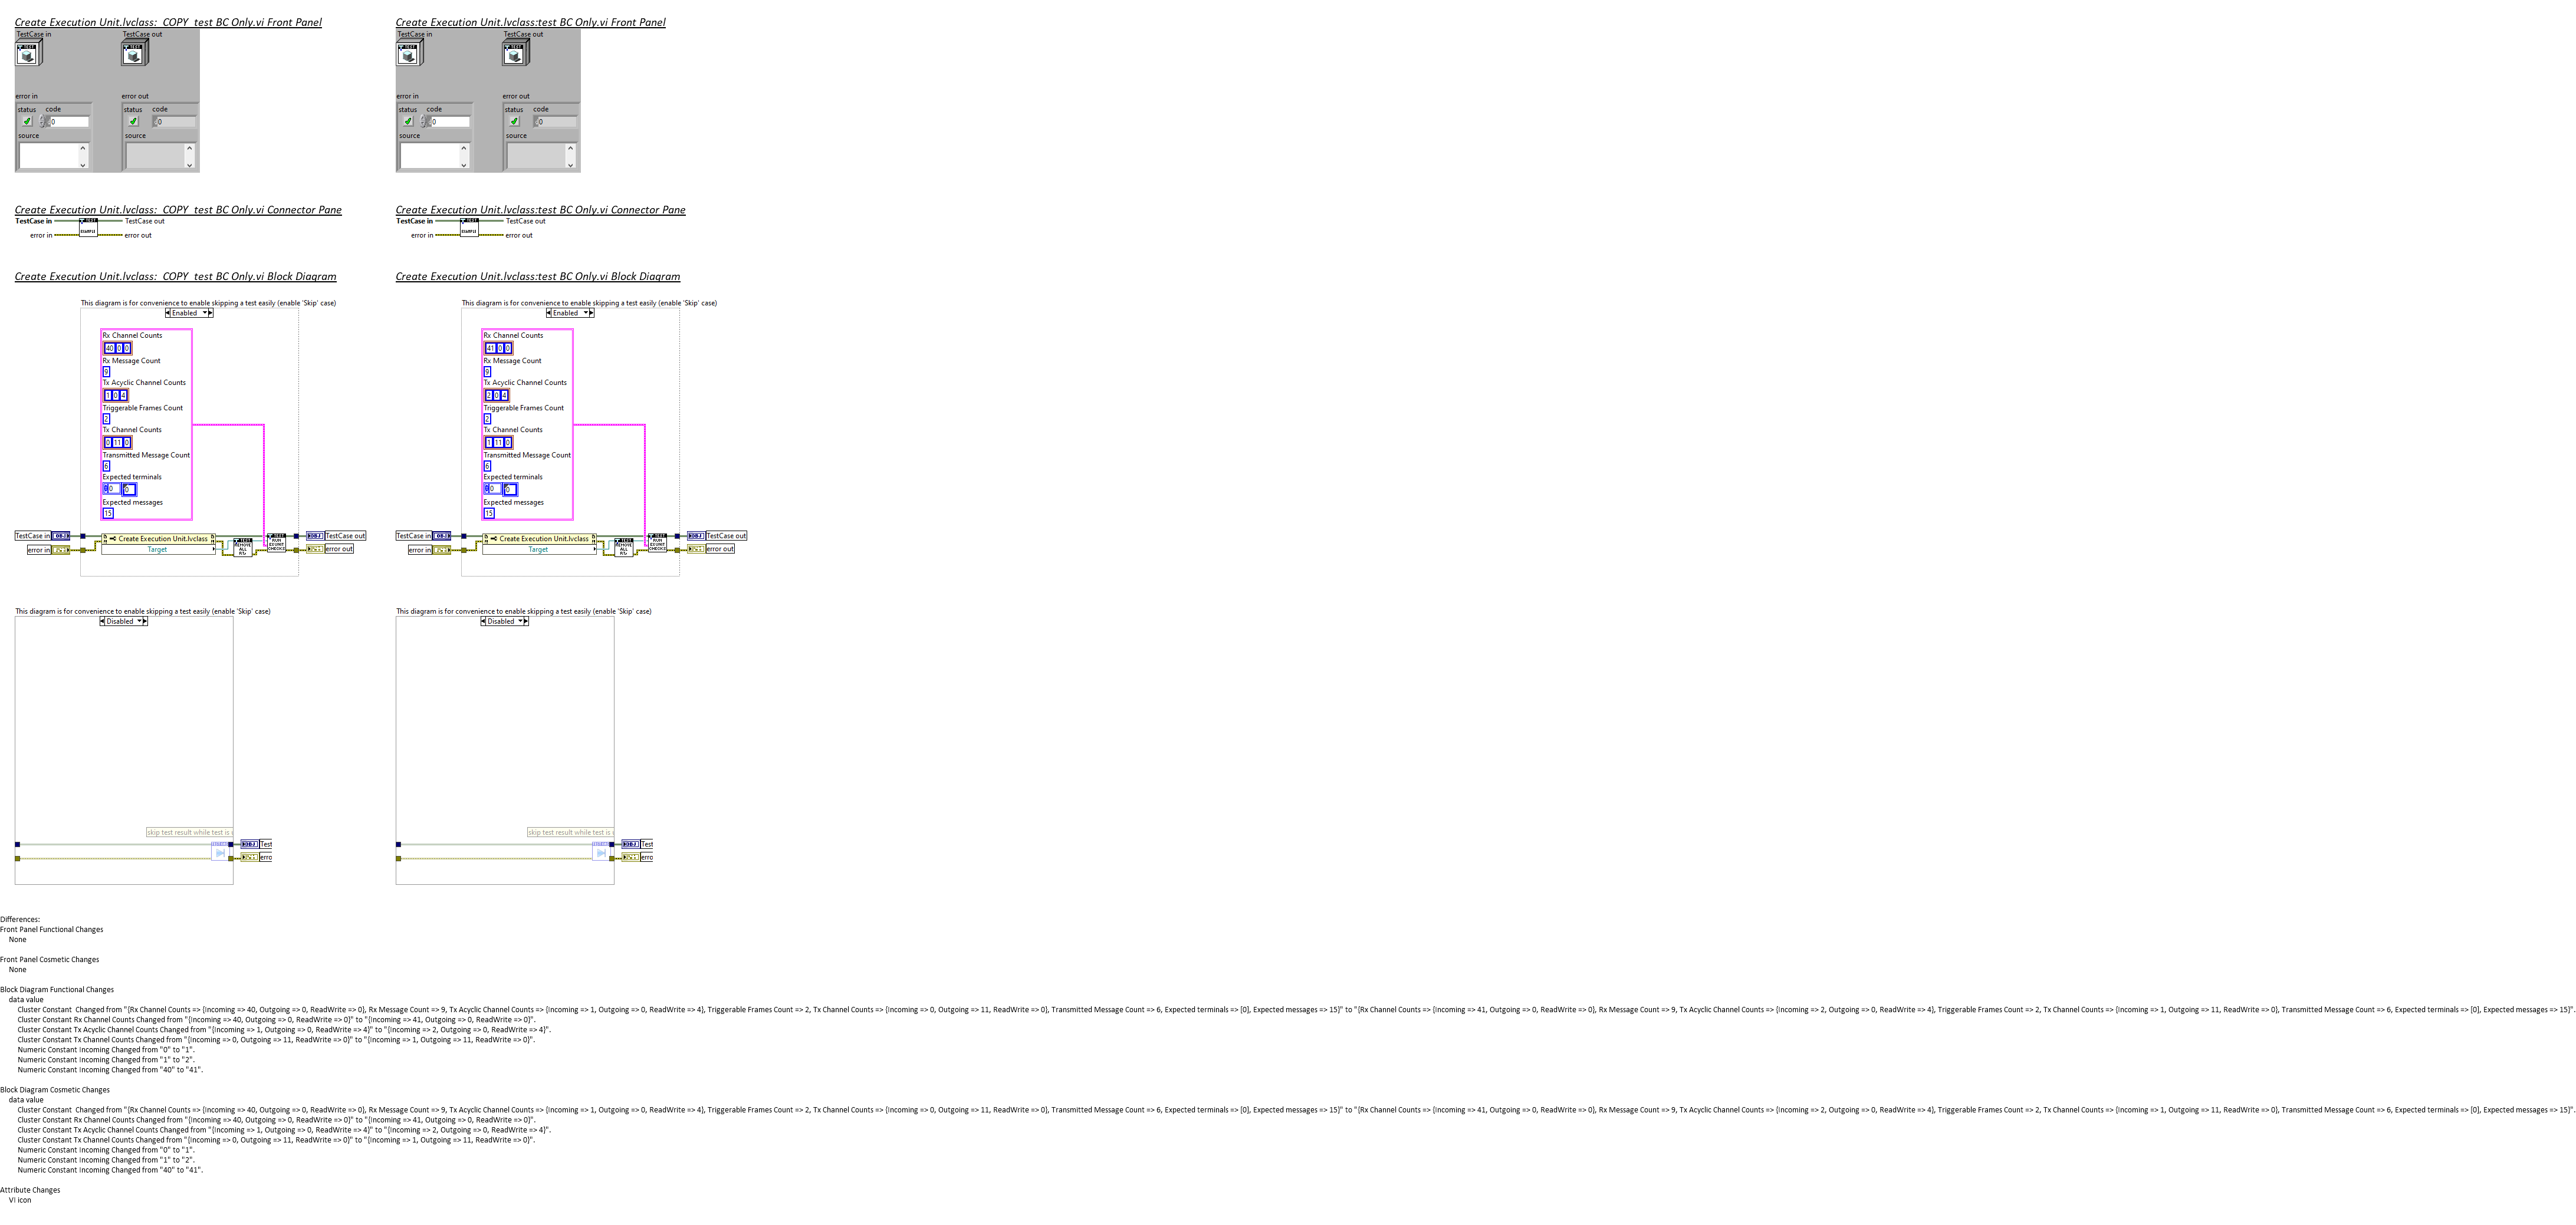 Create Execution Unit.lvclass:_COPY_test BC Only.vi Front Panel
TestCase in
TestCase out
error in
error out
status
code
status
code
0
0
source
source
Create Execution Unit.lvclass:test BC Only.vi Front Panel
TestCase in
TestCase out
error in
error out
status
code
status
code
0
0
source
source
Create Execution Unit.lvclass:_COPY_test BC Only.vi Connector Pane
TestCase in
TestCase out
error in
error out
TEST
EXAMPLE
Create Execution Unit.lvclass:test BC Only.vi Connector Pane
TestCase in
TestCase out
error in
error out
TEST
EXAMPLE
Create Execution Unit.lvclass:_COPY_test BC Only.vi Block Diagram
This diagram is for convenience to enable skipping a test easily (enable 'Skip' case)
Enabled
Rx Channel Counts
40 0 0
Rx Message Count
9
Tx Acyclic Channel Counts
1 0 4
Triggerable Frames Count
2
Tx Channel Counts
0 11 0
Transmitted Message Count
6
Expected terminals
0 0
Expected messages
15
TestCase in
Create Execution Unit.lvclass
TestCase out
error in
Target
error out
This diagram is for convenience to enable skipping a test easily (enable 'Skip' case)
Disabled
skip test result while test is
Test
erro
Create Execution Unit.lvclass:test BC Only.vi Block Diagram
This diagram is for convenience to enable skipping a test easily (enable 'Skip' case)
Enabled
Rx Channel Counts
41 0 0
Rx Message Count
9
Tx Acyclic Channel Counts
2 0 4
Triggerable Frames Count
2
Tx Channel Counts
1 11 0
Transmitted Message Count
6
Expected terminals
0 0
Expected messages
15
TestCase in
Create Execution Unit.lvclass
TestCase out
error in
Target
error out
This diagram is for convenience to enable skipping a test easily (enable 'Skip' case)
Disabled
skip test result while test is
Test
erro
Differences:
Front Panel Functional Changes
None
Front Panel Cosmetic Changes
None
Block Diagram Functional Changes
data value
Cluster Constant  Changed from "{Rx Channel Counts => {Incoming => 40, Outgoing => 0, ReadWrite => 0}, Rx Message Count => 9, Tx Acyclic Channel Counts => {Incoming => 1, Outgoing => 0, ReadWrite => 4}, Triggerable Frames Count => 2, Tx Channel Counts => {Incoming => 0, Outgoing => 11, ReadWrite => 0}, Transmitted Message Count => 6, Expected terminals => [0], Expected messages => 15}" to "{Rx Channel Counts => {Incoming => 41, Outgoing => 0, ReadWrite => 0}, Rx Message Count => 9, Tx Acyclic Channel Counts => {Incoming => 2, Outgoing => 0, ReadWrite => 4}, Triggerable Frames Count => 2, Tx Channel Counts => {Incoming => 1, Outgoing => 11, ReadWrite => 0}, Transmitted Message Count => 6, Expected terminals => [0], Expected messages => 15}".
Cluster Constant Rx Channel Counts Changed from "{Incoming => 40, Outgoing => 0, ReadWrite => 0}" to "{Incoming => 41, Outgoing => 0, ReadWrite => 0}".
Cluster Constant Tx Acyclic Channel Counts Changed from "{Incoming => 1, Outgoing => 0, ReadWrite => 4}" to "{Incoming => 2, Outgoing => 0, ReadWrite => 4}".
Cluster Constant Tx Channel Counts Changed from "{Incoming => 0, Outgoing => 11, ReadWrite => 0}" to "{Incoming => 1, Outgoing => 11, ReadWrite => 0}".
Numeric Constant Incoming Changed from "0" to "1".
Numeric Constant Incoming Changed from "1" to "2".
Numeric Constant Incoming Changed from "40" to "41".
Block Diagram Cosmetic Changes
data value
Cluster Constant  Changed from "{Rx Channel Counts => {Incoming => 40, Outgoing => 0, ReadWrite => 0}, Rx Message Count => 9, Tx Acyclic Channel Counts => {Incoming => 1, Outgoing => 0, ReadWrite => 4}, Triggerable Frames Count => 2, Tx Channel Counts => {Incoming => 0, Outgoing => 11, ReadWrite => 0}, Transmitted Message Count => 6, Expected terminals => [0], Expected messages => 15}" to "{Rx Channel Counts => {Incoming => 41, Outgoing => 0, ReadWrite => 0}, Rx Message Count => 9, Tx Acyclic Channel Counts => {Incoming => 2, Outgoing => 0, ReadWrite => 4}, Triggerable Frames Count => 2, Tx Channel Counts => {Incoming => 1, Outgoing => 11, ReadWrite => 0}, Transmitted Message Count => 6, Expected terminals => [0], Expected messages => 15}".
Cluster Constant Rx Channel Counts Changed from "{Incoming => 40, Outgoing => 0, ReadWrite => 0}" to "{Incoming => 41, Outgoing => 0, ReadWrite => 0}".
Cluster Constant Tx Acyclic Channel Counts Changed from "{Incoming => 1, Outgoing => 0, ReadWrite => 4}" to "{Incoming => 2, Outgoing => 0, ReadWrite => 4}".
Cluster Constant Tx Channel Counts Changed from "{Incoming => 0, Outgoing => 11, ReadWrite => 0}" to "{Incoming => 1, Outgoing => 11, ReadWrite => 0}".
Numeric Constant Incoming Changed from "0" to "1".
Numeric Constant Incoming Changed from "1" to "2".
Numeric Constant Incoming Changed from "40" to "41".
Attribute Changes
VI icon